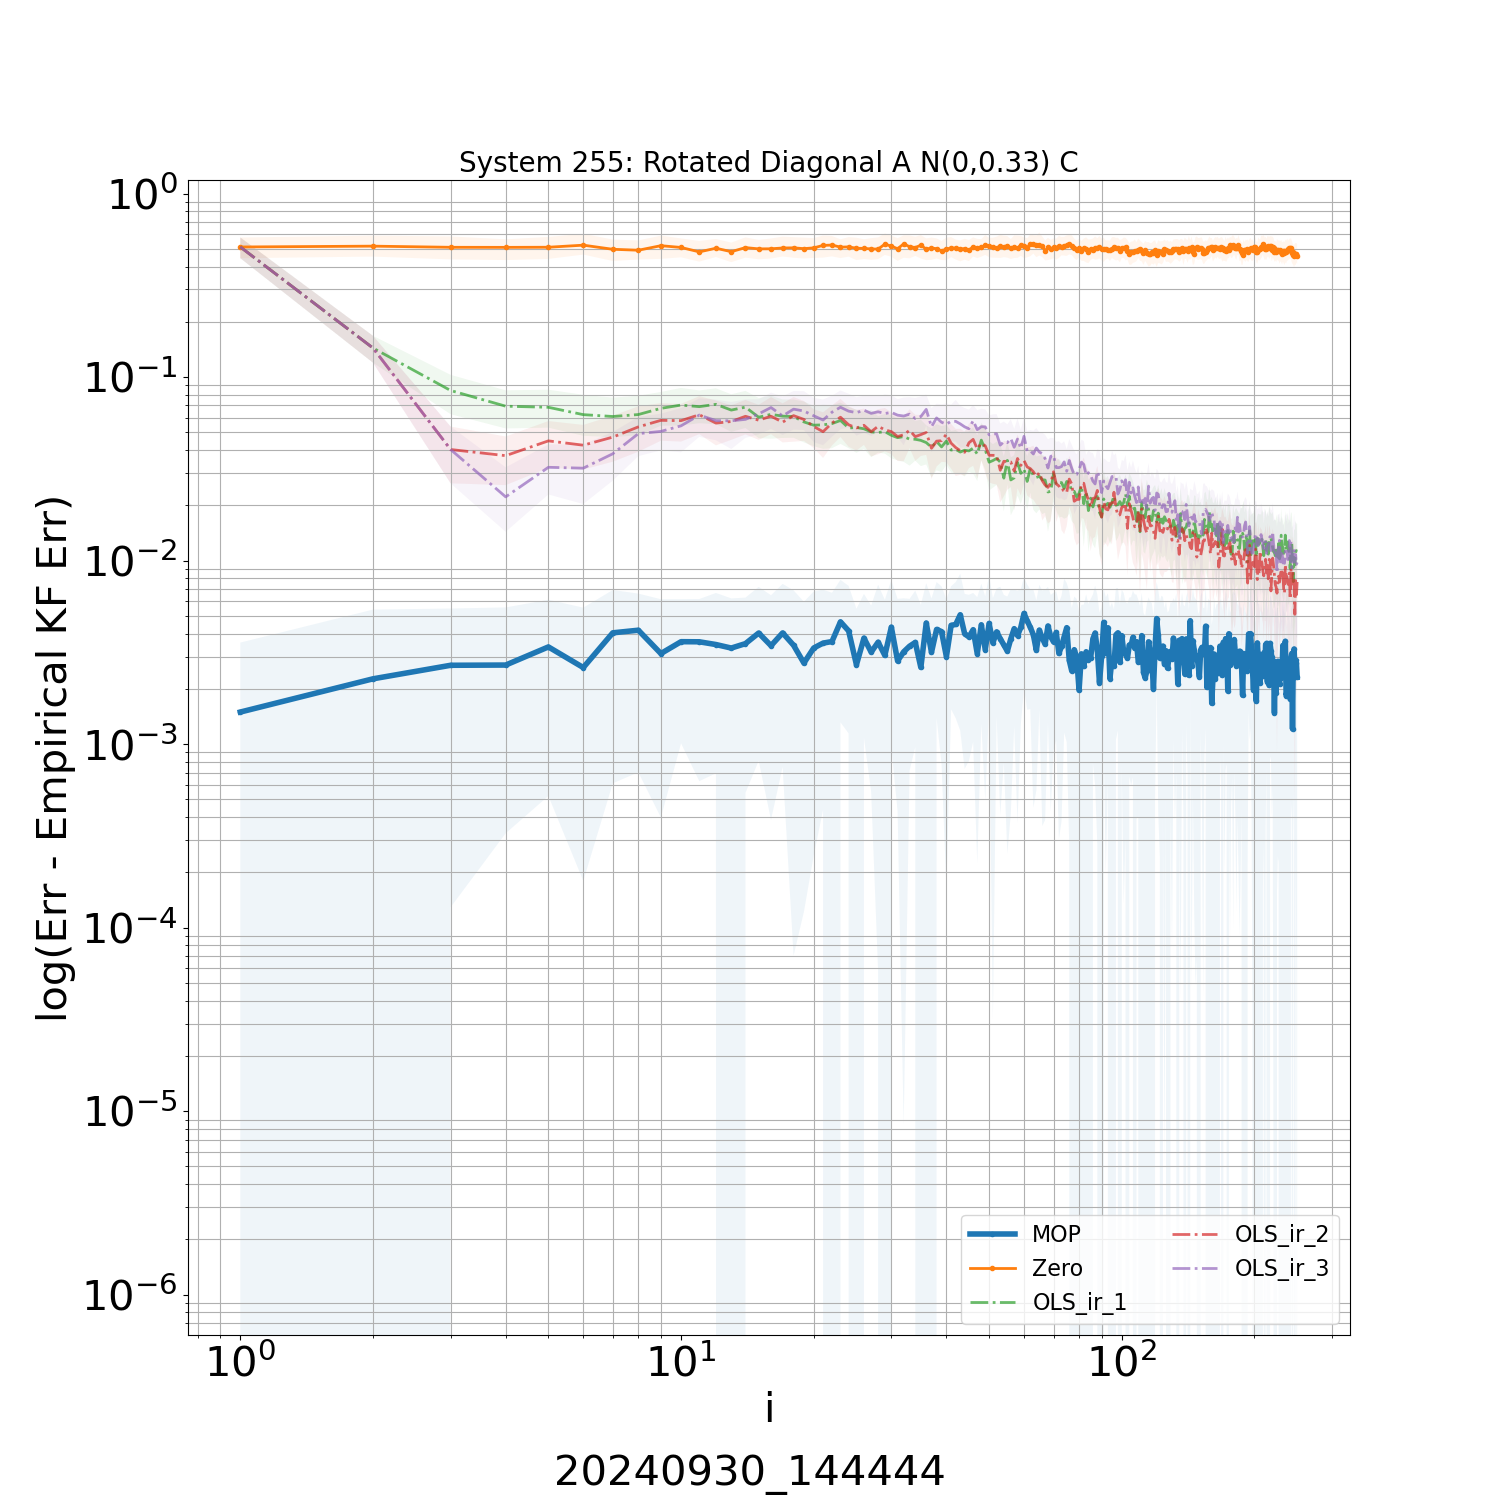 System 255: Rotated Diagonal A N(0,0.33) C
log(Err - Empirical KF Err)
10^0
10^-1
10^-2
10^-3
10^-4
10^-5
10^-6
MOP
Zero
OLS_ir_1
OLS_ir_2
OLS_ir_3
10^0 10^1 10^2
i
20240930_144444